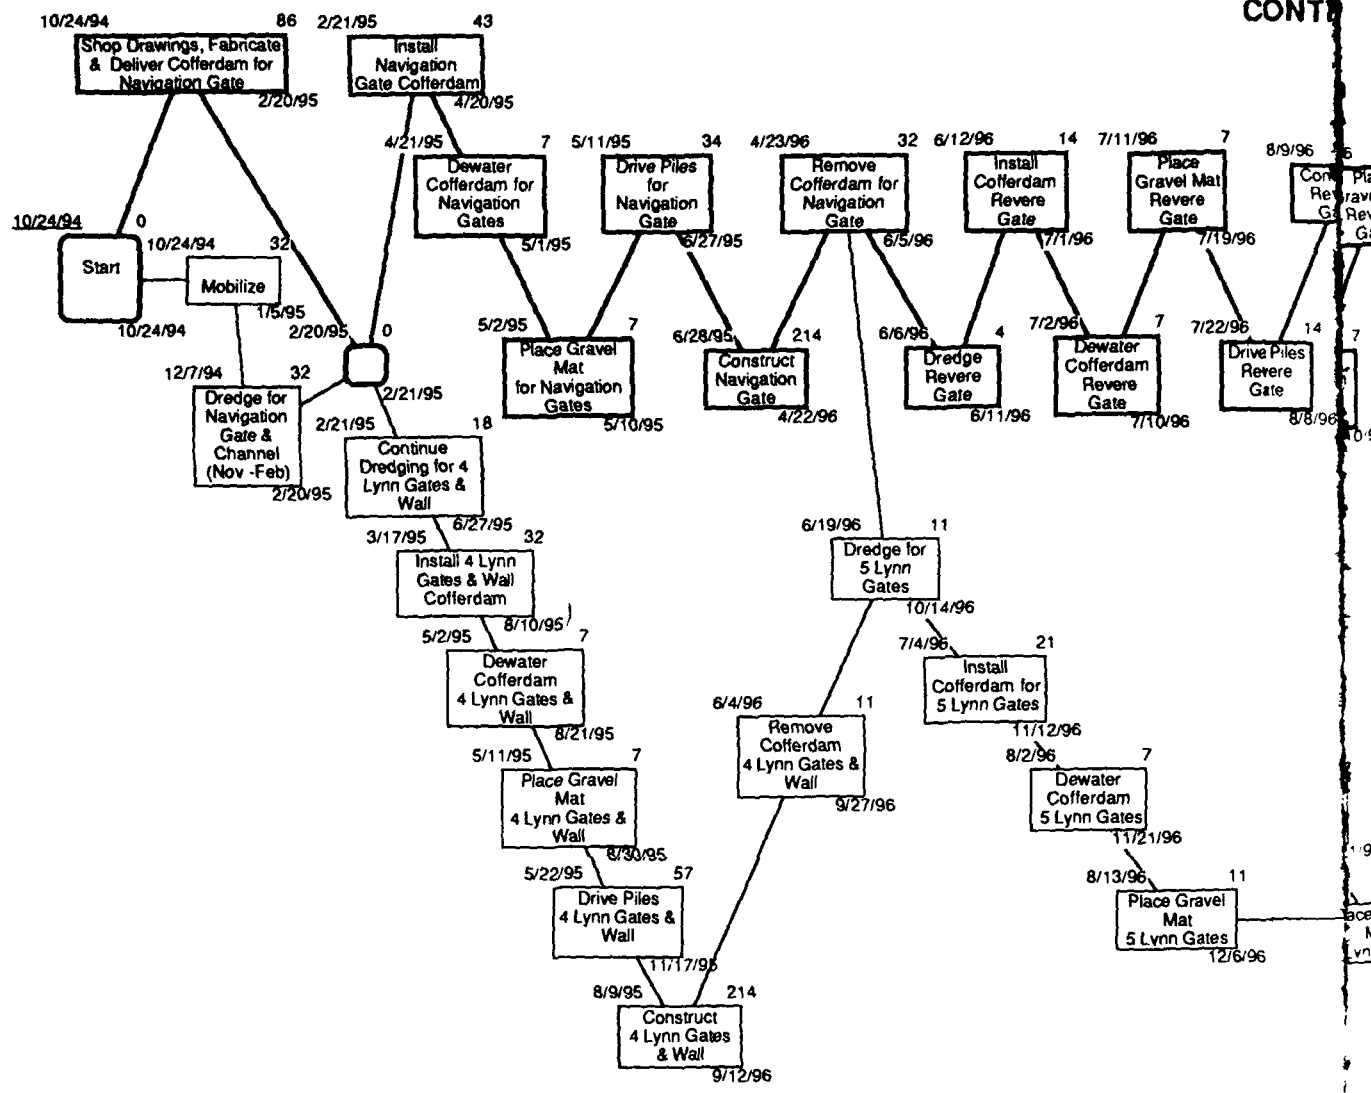 CONT
10/24/94 86
Shop Drawings, Fabricate
& Deliver Cofferdam for
Navigation Gate
2/20/95
2/21/95 43
Install
Navigation
Gate Cofferdam
4/20/95
4/21/95 7
Dewater
Cofferdam for
Navigation
Gates
5/1/95
5/11/95 34
Drive Piles
for
Navigation
Gate
6/27/95
4/23/96 32
Remove
Cofferdam for
Navigation
Gate
6/5/96
6/12/96 14
Install
Cofferdam
Revere
Gate
7/1/96
7/11/96 7
Place
Gravel Mat
Revere
Gate
7/19/96
8/9/96
10/24/94 0
Start
10/24/94
10/24/94 32
Mobilize
1/5/95
2/20/95 0
2/21/95
5/2/95 7
Place Gravel
Mat
for Navigation
Gates
5/10/95
6/28/95 214
Construct
Navigation
Gate
4/22/96
6/6/96 4
Dredge
Revere
Gate
6/11/96
7/2/96 7
Dewater
Cofferdam
Revere
Gate
7/10/96
7/22/96 14
Drive Piles
Revere
Gate
8/8/96
7
12/7/94 32
Dredge for
Navigation
Gate &
Channel
(Nov -Feb)
2/20/95
2/21/95 18
Continue
Dredging for 4
Lynn Gates &
Wall
6/27/95
3/17/95 32
Install 4 Lynn
Gates & Wall
Cofferdam
8/10/95
5/2/95 7
Dewater
Cofferdam
4 Lynn Gates &
Wall
8/21/95
5/11/95 7
Place Gravel
Mat
4 Lynn Gates &
Wall
8/30/95
5/22/95 57
Drive Piles
4 Lynn Gates &
Wall
11/17/95
8/9/95 214
Construct
4 Lynn Gates
& Wall
9/12/96
6/4/96 11
Remove
Cofferdam
4 Lynn Gates &
Wall
9/27/96
6/19/96 11
Dredge for
5 Lynn
Gates
10/14/96
7/4/96 21
Install
Cofferdam for
5 Lynn Gates
11/12/96
8/2/96 7
Dewater
Cofferdam
5 Lynn Gates
11/21/96
8/13/96 11
Place Gravel
Mat
5 Lynn Gates
12/6/96